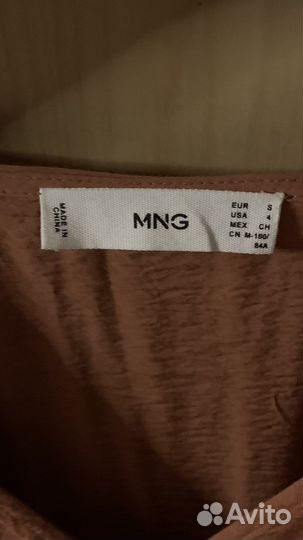 MADE IN
CHINA
MNG
EUR S
USA 4
MEX CH
CN M-160/
84A
Avito